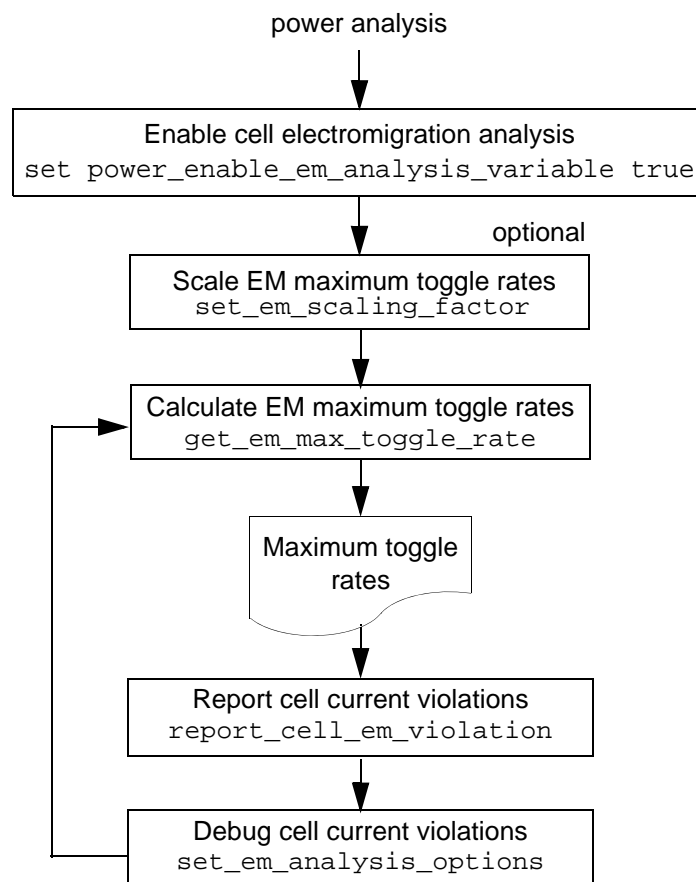 power analysis
Enable cell electromigration analysis
set power_enable_em_analysis_variable true
optional
Scale EM maximum toggle rates
set_em_scaling_factor
Calculate EM maximum toggle rates
get_em_max_toggle_rate
Maximum toggle
rates
Report cell current violations
report_cell_em_violation
Debug cell current violations
set_em_analysis_options